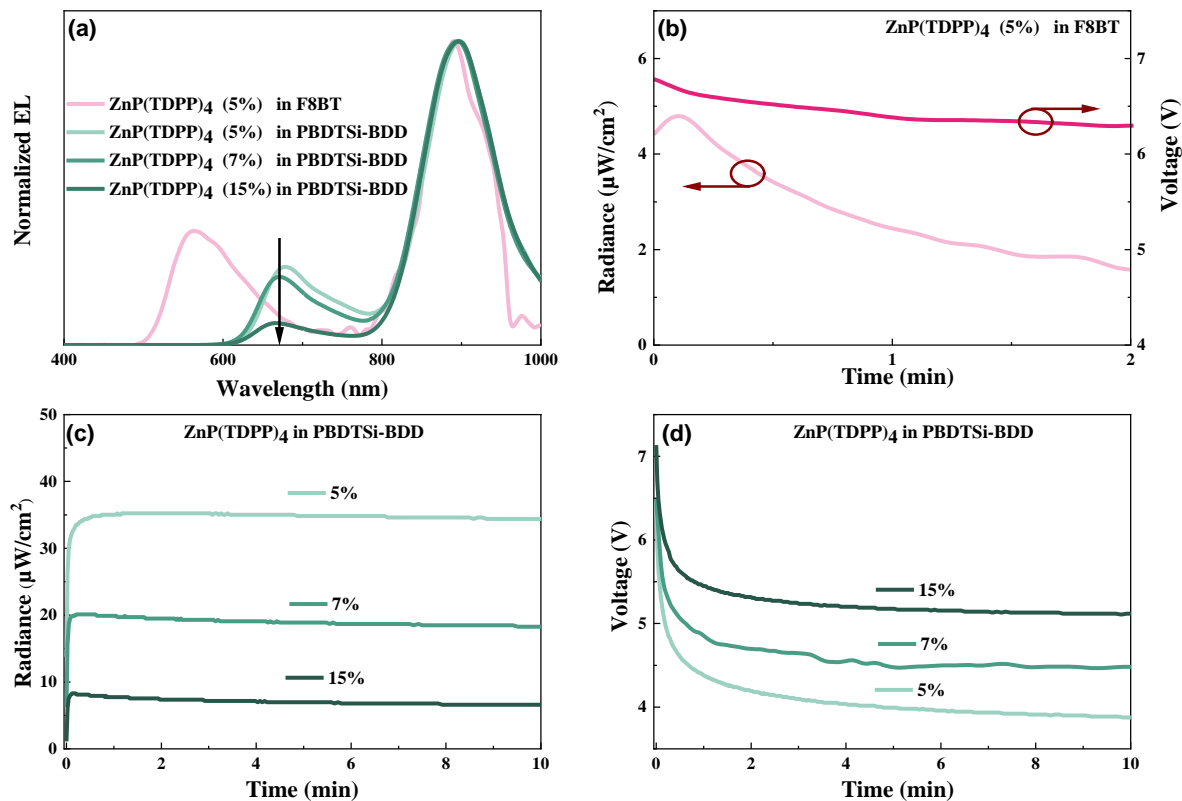 (a)
ZnP(TDPP)4 (5%) in F8BT
ZnP(TDPP)4 (5%) in PBDTSi-BDD
ZnP(TDPP)4 (7%) in PBDTSi-BDD
ZnP(TDPP)4 (15%) in PBDTSi-BDD
Normalized EL
400 600 800 1000
Wavelength (nm)
(b)
ZnP(TDPP)4 (5%) in F8BT
6
4
2
0
Radiance (µW/cm2)
7
6
5
4
Voltage (V)
0 1 2
Time (min)
(c)
ZnP(TDPP)4 in PBDTSi-BDD
50
40
30
20
10
0
Radiance (µW/cm2)
5%
7%
15%
0 2 4 6 8 10
Time (min)
(d)
ZnP(TDPP)4 in PBDTSi-BDD
7
6
5
4
Voltage (V)
15%
7%
5%
0 2 4 6 8 10
Time (min)